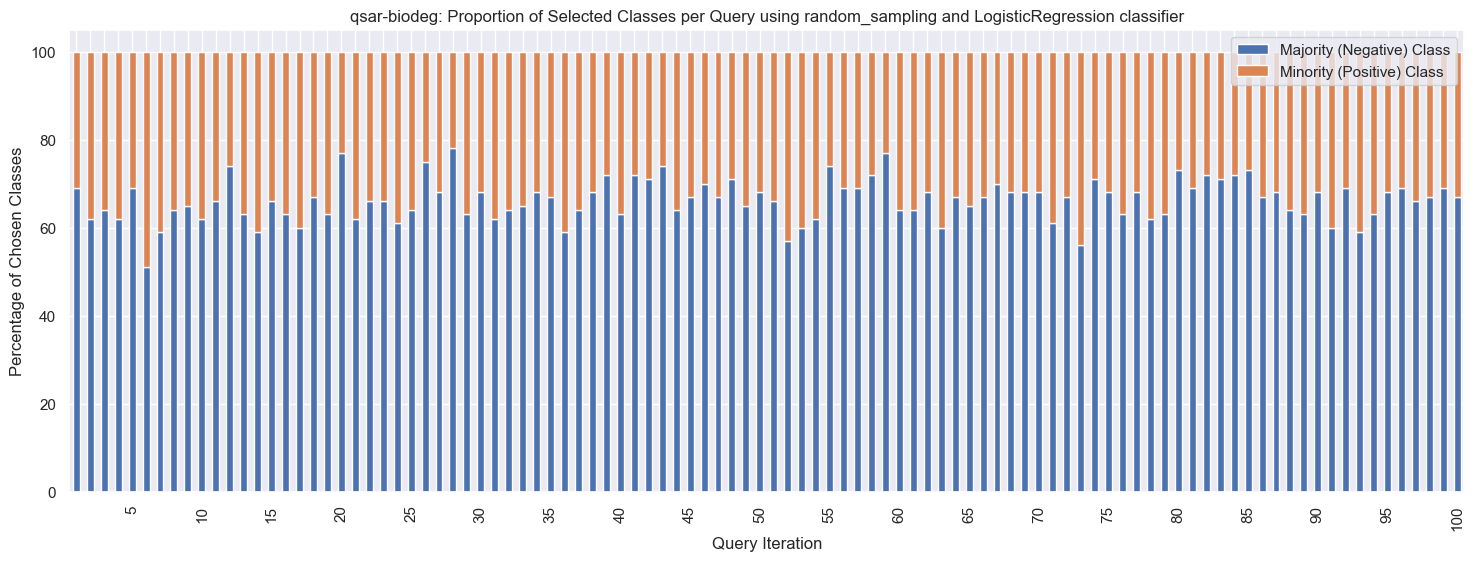 qsar-biodeg: Proportion of Selected Classes per Query using random_sampling and LogisticRegression classifier
Majority (Negative) Class
Minority (Positive) Class
Percentage of Chosen Classes
100
80
60
40
20
0
5 10 15 20 25 30 35 40 45 50 55 60 65 70 75 80 85 90 95 100
Query Iteration